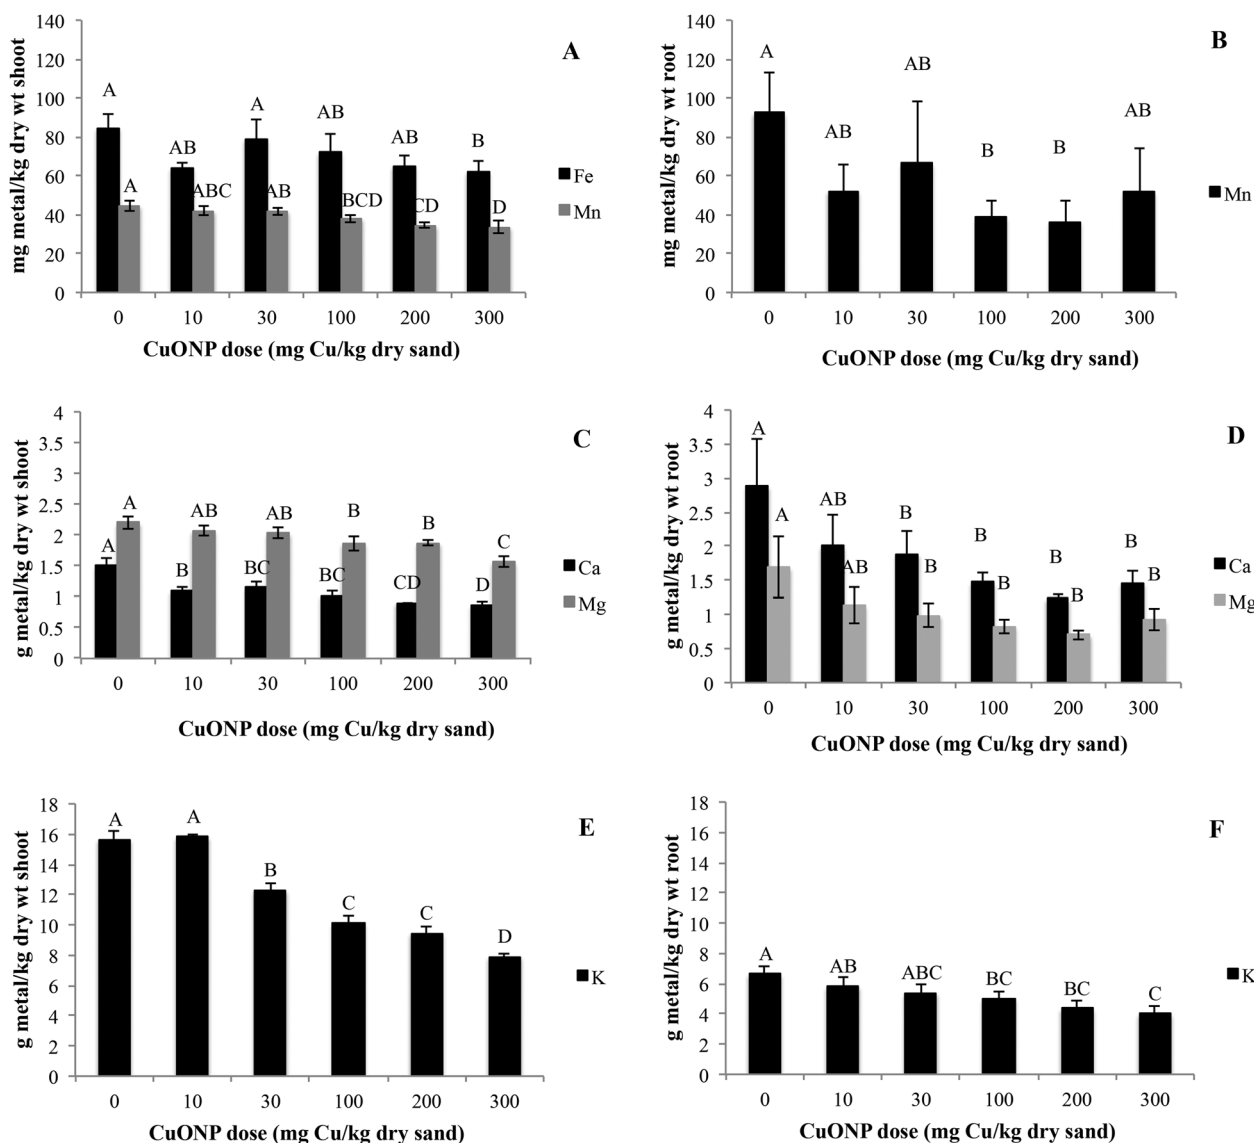 A
mg metal/kg dry wt shoot
140
120
100
80
60
40
20
0
A
AB
A
AB
AB
B
A
ABC
AB
BCD
CD
D
Fe
Mn
0 10 30 100 200 300
CuONP dose (mg Cu/kg dry sand)
B
mg metal/kg dry wt root
140
120
100
80
60
40
20
0
A
AB
AB
B
B
AB
Mn
0 10 30 100 200 300
CuONP dose (mg Cu/kg dry sand)
C
g metal/kg dry wt shoot
4
3.5
3
2.5
2
1.5
1
0.5
0
A
AB
AB
B
B
C
A
B
BC
BC
CD
D
Ca
Mg
0 10 30 100 200 300
CuONP dose (mg Cu/kg dry sand)
D
g metal/kg dry wt root
4
3.5
3
2.5
2
1.5
1
0.5
0
A
AB
B
B
B
B
A
AB
B
B
B
B
Ca
Mg
0 10 30 100 200 300
CuONP dose (mg Cu/kg dry sand)
E
g metal/kg dry wt shoot
18
16
14
12
10
8
6
4
2
0
A
A
B
C
C
D
K
0 10 30 100 200 300
CuONP dose (mg Cu/kg dry sand)
F
g metal/kg dry wt root
18
16
14
12
10
8
6
4
2
0
A
AB
ABC
BC
BC
C
K
0 10 30 100 200 300
CuONP dose (mg Cu/kg dry sand)